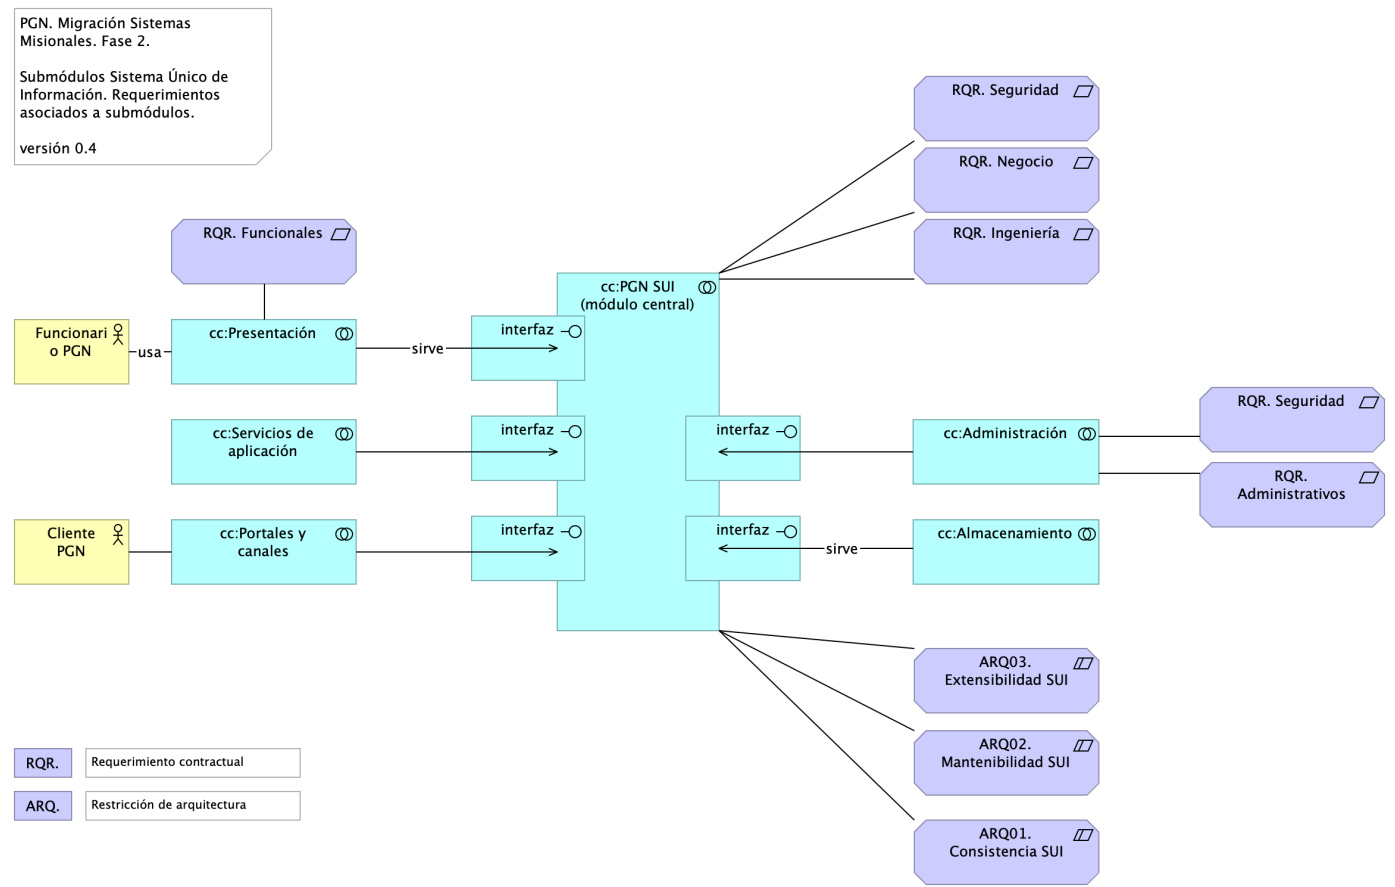 PGN. Migración Sistemas
Misionales. Fase 2.
Submódulos Sistema Único de
Información. Requerimientos
asociados a submódulos.
versión 0.4
RQR. Seguridad
RQR. Negocio
RQR. Ingeniería
RQR. Funcionales
cc:PGN SUI
(módulo central)
Funcionari
o PGN
usa
cc:Presentación
sirve
interfaz
cc:Servicios de
aplicación
interfaz
interfaz
cc:Administración
RQR. Seguridad
RQR.
Administrativos
Cliente
PGN
cc:Portales y
canales
interfaz
interfaz
sirve
cc:Almacenamiento
ARQ03.
Extensibilidad SUI
ARQ02.
Mantenibilidad SUI
ARQ01.
Consistencia SUI
RQR.
Requerimiento contractual
ARQ.
Restricción de arquitectura